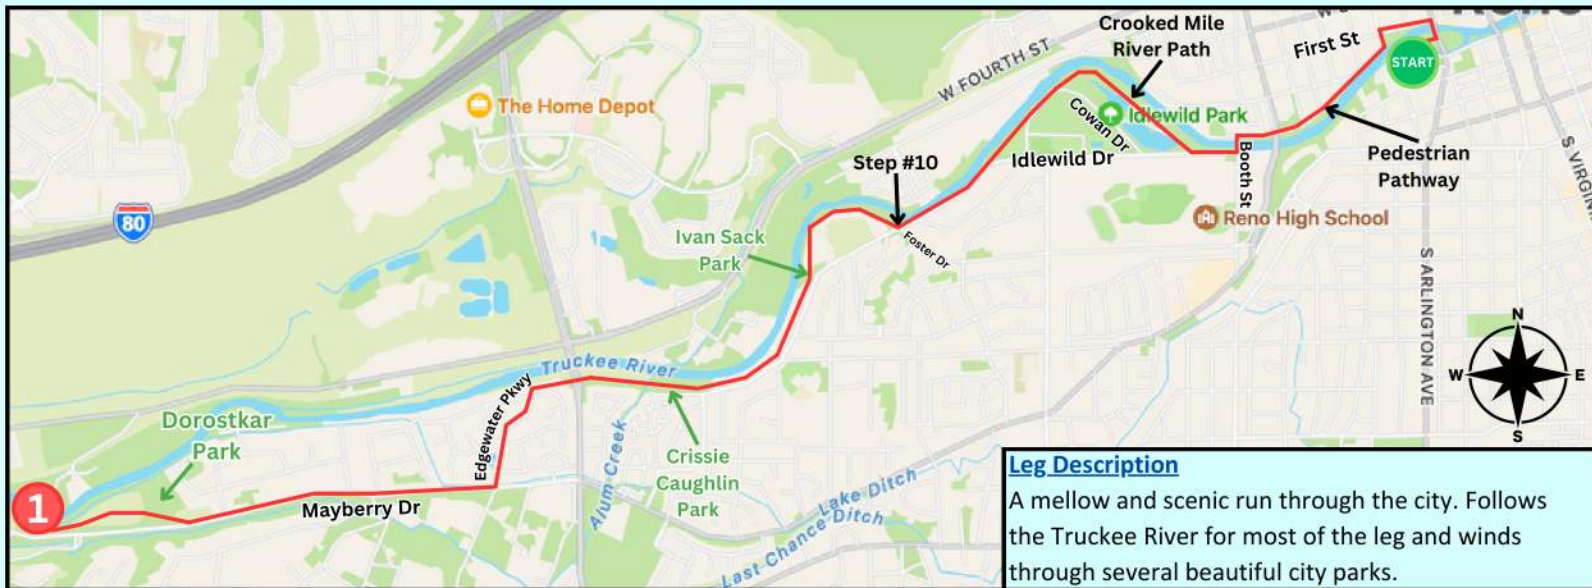 Crooked Mile
River Path
First St
START
W FOURTH ST
The Home Depot
Idlewild Park
Cowan Dr
Step #10
Idlewild Dr
Booth St
Pedestrian
Pathway
S VIRGIN
80
Reno High School
Ivan Sack
Park
Foster Dr
S ARLINGTON AVE
N
W
E
S
Truckee River
Edgewater Pkwy
Dorostkar
Park
Alum Creek
Crissie
Caughlin
Park
1
Mayberry Dr
Lake Ditch
Last Chance Ditch
Leg Description
A mellow and scenic run through the city. Follows
the Truckee River for most of the leg and winds
through several beautiful city parks.